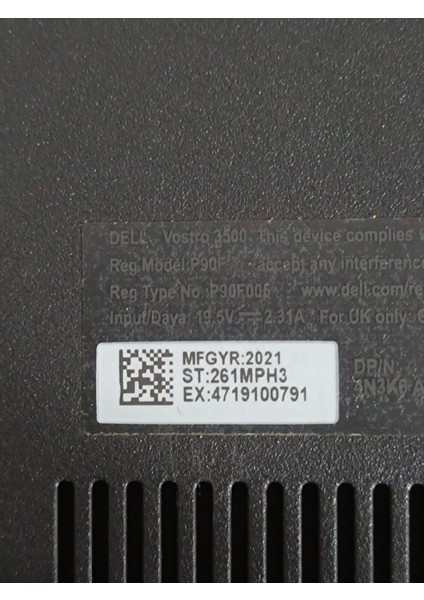 DELL Vostro 3500, This device complies
Reg Model: P90F accept any interference
Reg Type No.: P90F006 www.dell.com/re
Input/Daya: 19.5V⎓2.31A For UK only:
MFGYR:2021
ST:261MPH3
EX:4719100791
DP/N